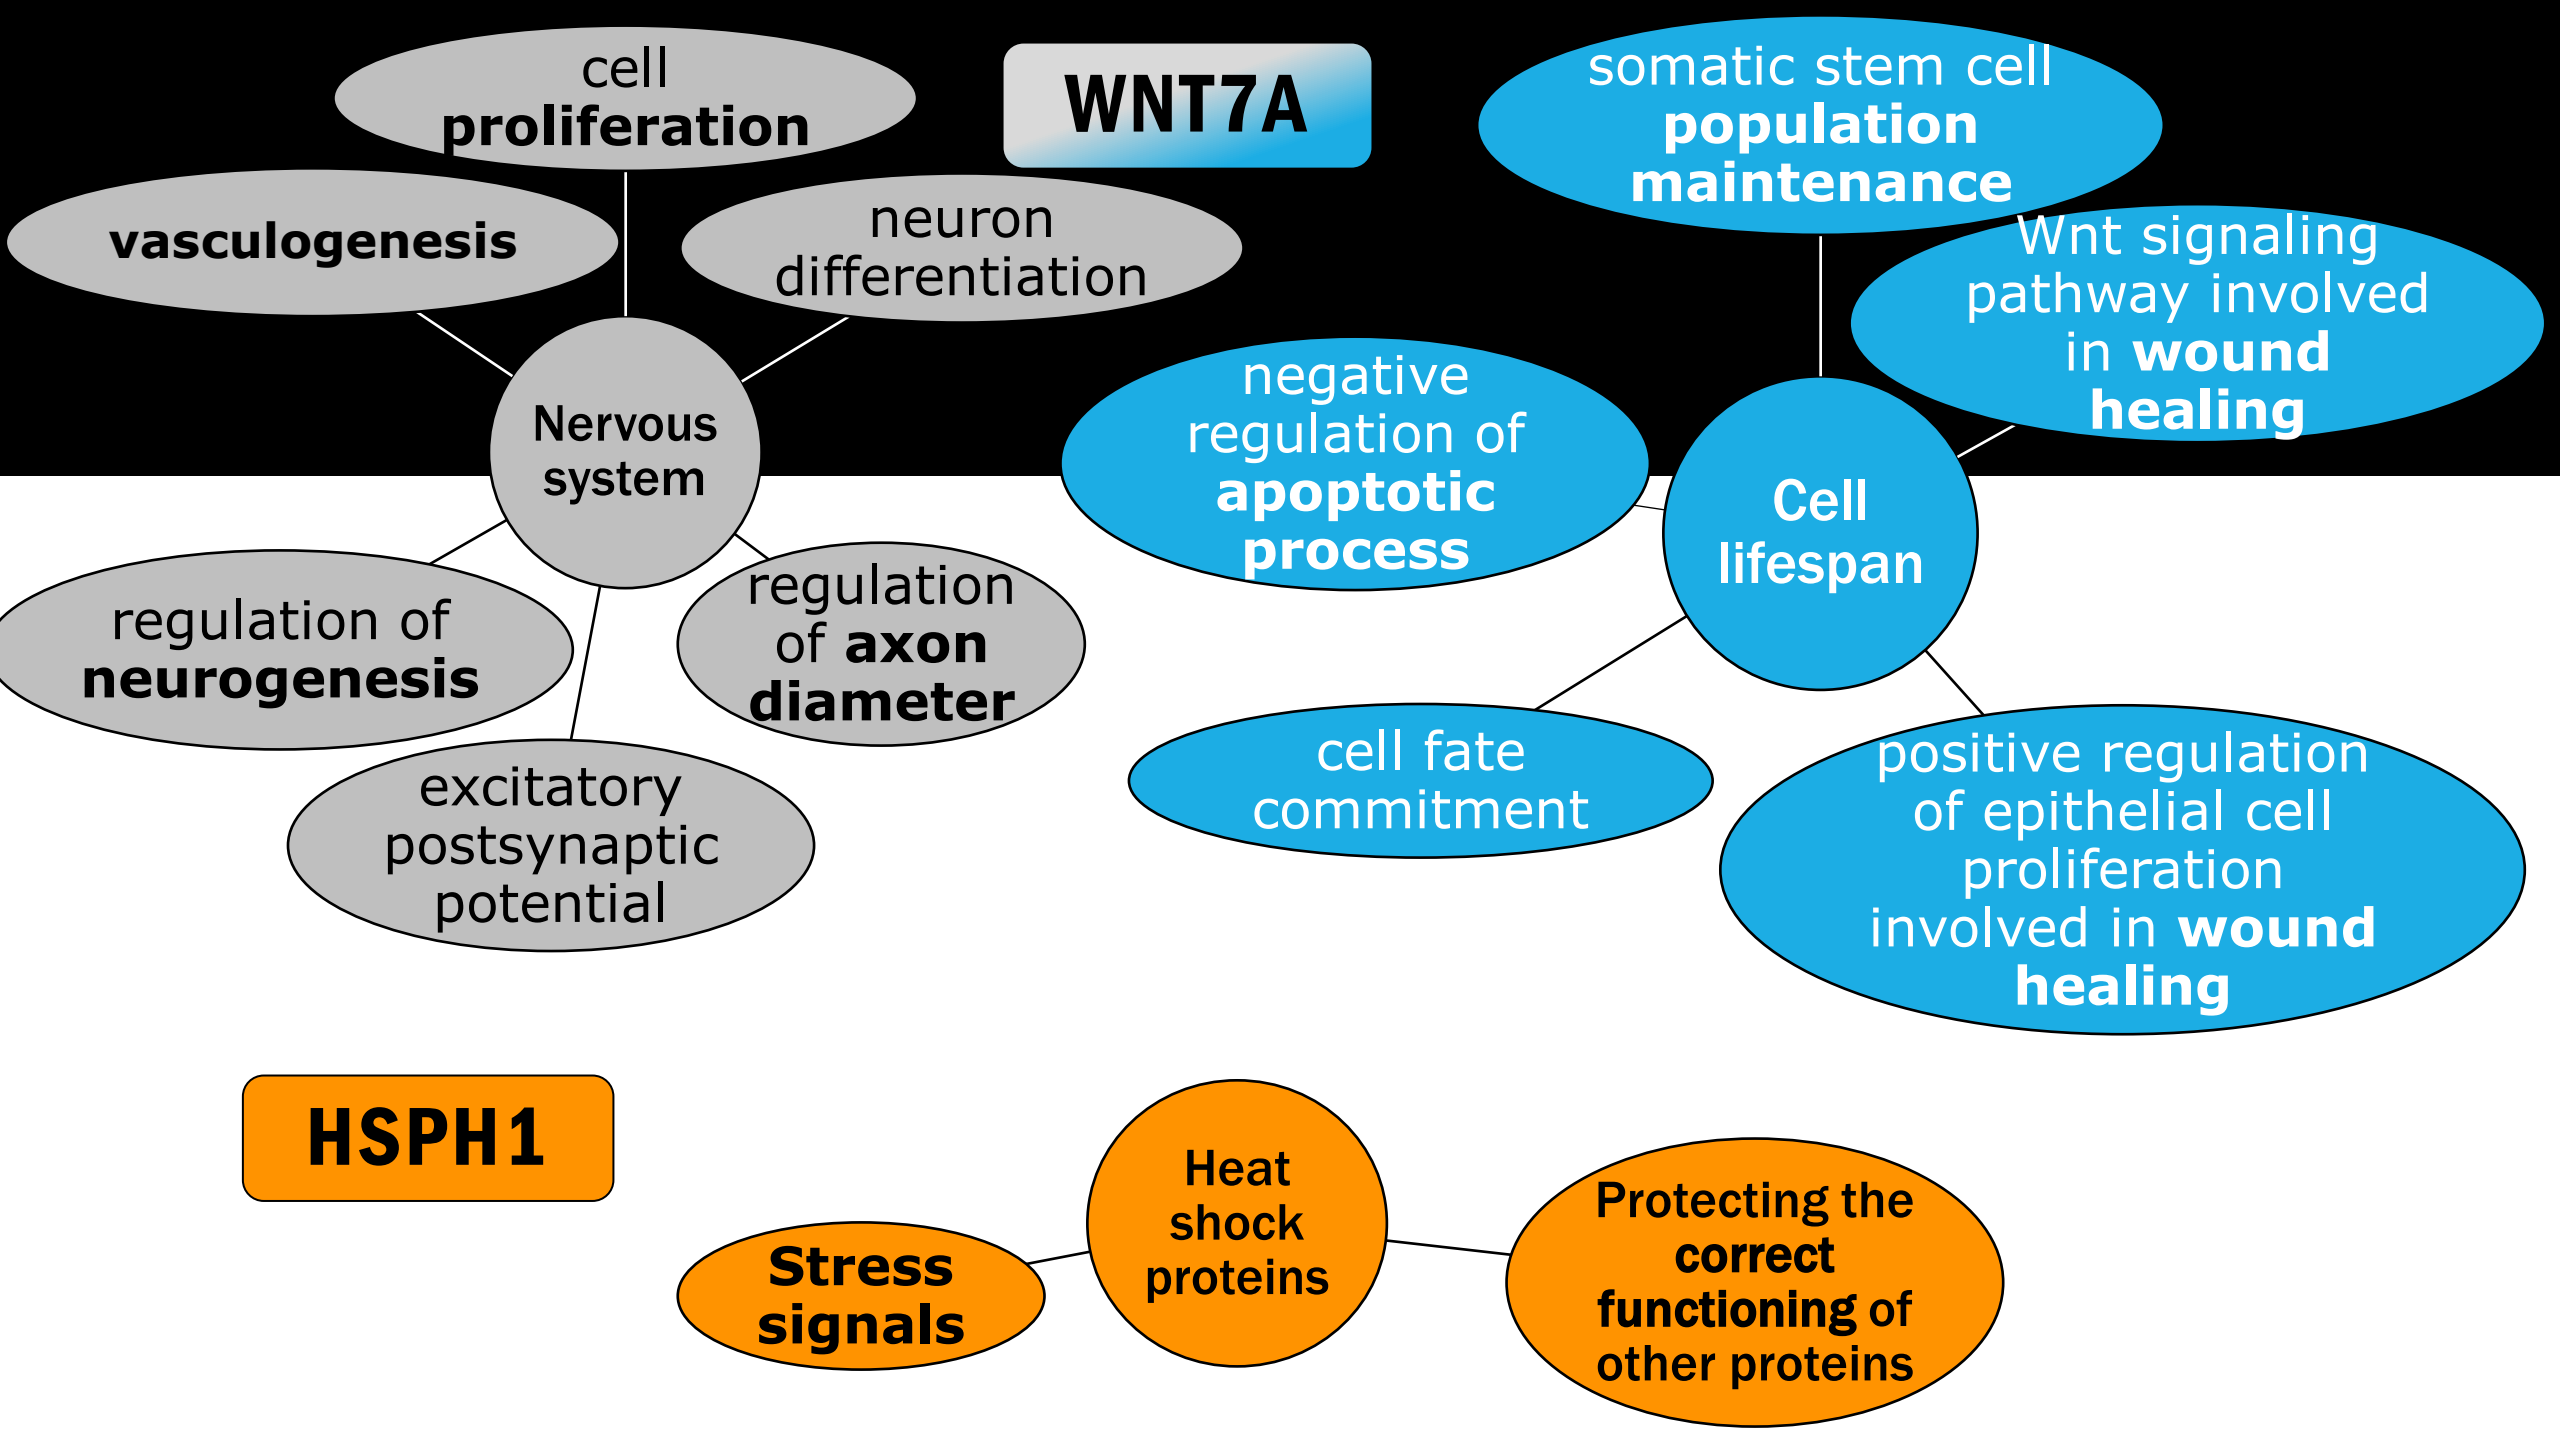 cell
proliferation
WNT7A
somatic stem cell
population
maintenance
vasculogenesis
neuron
differentiation
Wnt signaling
pathway involved
in wound
healing
negative
regulation of
apoptotic
process
Nervous
system
Cell
lifespan
regulation of
neurogenesis
regulation
of axon
diameter
excitatory
postsynaptic
potential
cell fate
commitment
positive regulation
of epithelial cell
proliferation
involved in wound
healing
HSPH1
Heat
shock
proteins
Stress
signals
Protecting the
correct
functioning of
other proteins